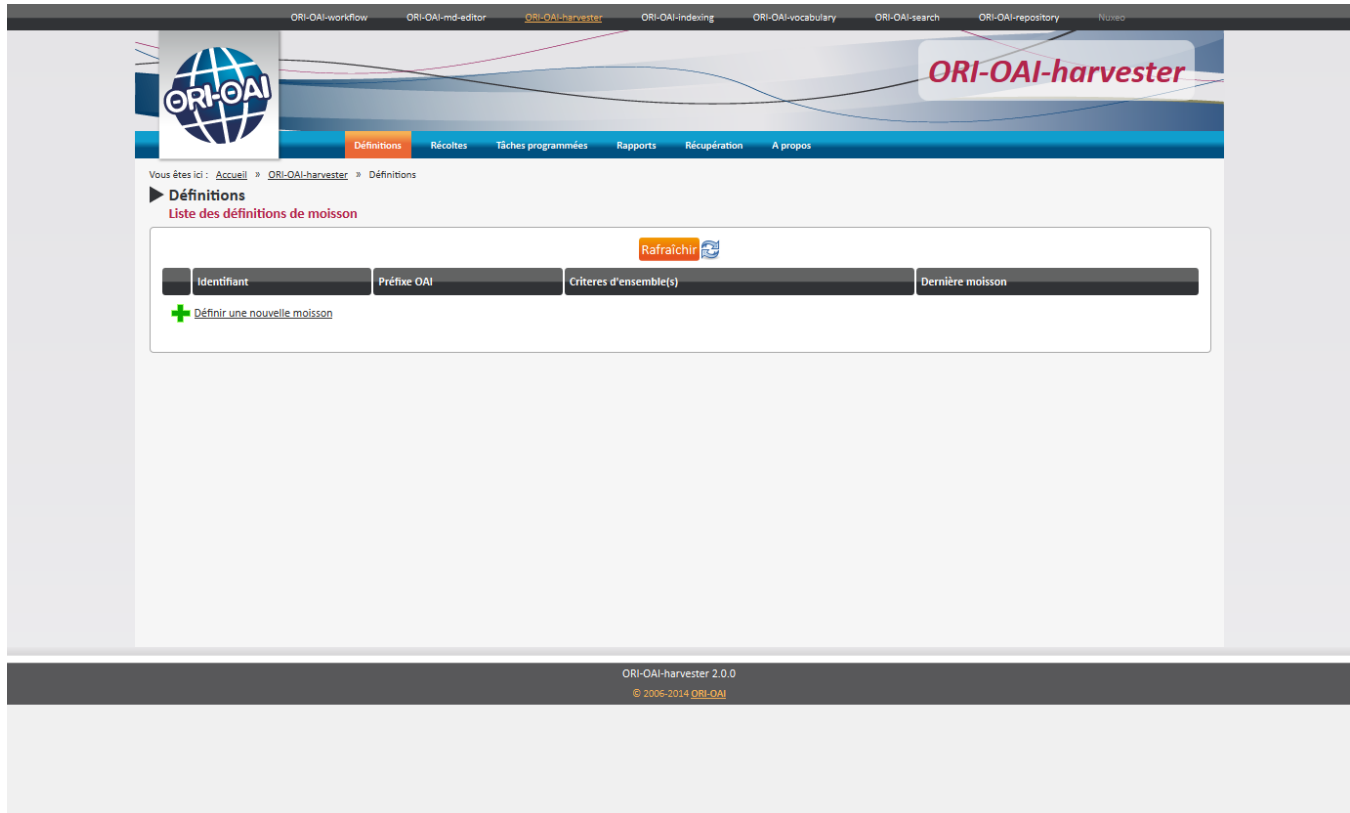 ORI-OAI-workflow ORI-OAI-md-editor ORI-OAI-harvester ORI-OAI-indexing ORI-OAI-vocabulary ORI-OAI-search ORI-OAI-repository Nuxeo
ORI-OAI
ORI-OAI-harvester
Définitions Récoltes Tâches programmées Rapports Récupération A propos
Vous êtes ici : Accueil » ORI-OAI-harvester » Définitions
Définitions
Liste des définitions de moisson
Rafraîchir
Identifiant Préfixe OAI Criteres d'ensemble(s) Dernière moisson
Définir une nouvelle moisson
ORI-OAI-harvester 2.0.0
© 2006-2014 ORI-OAI